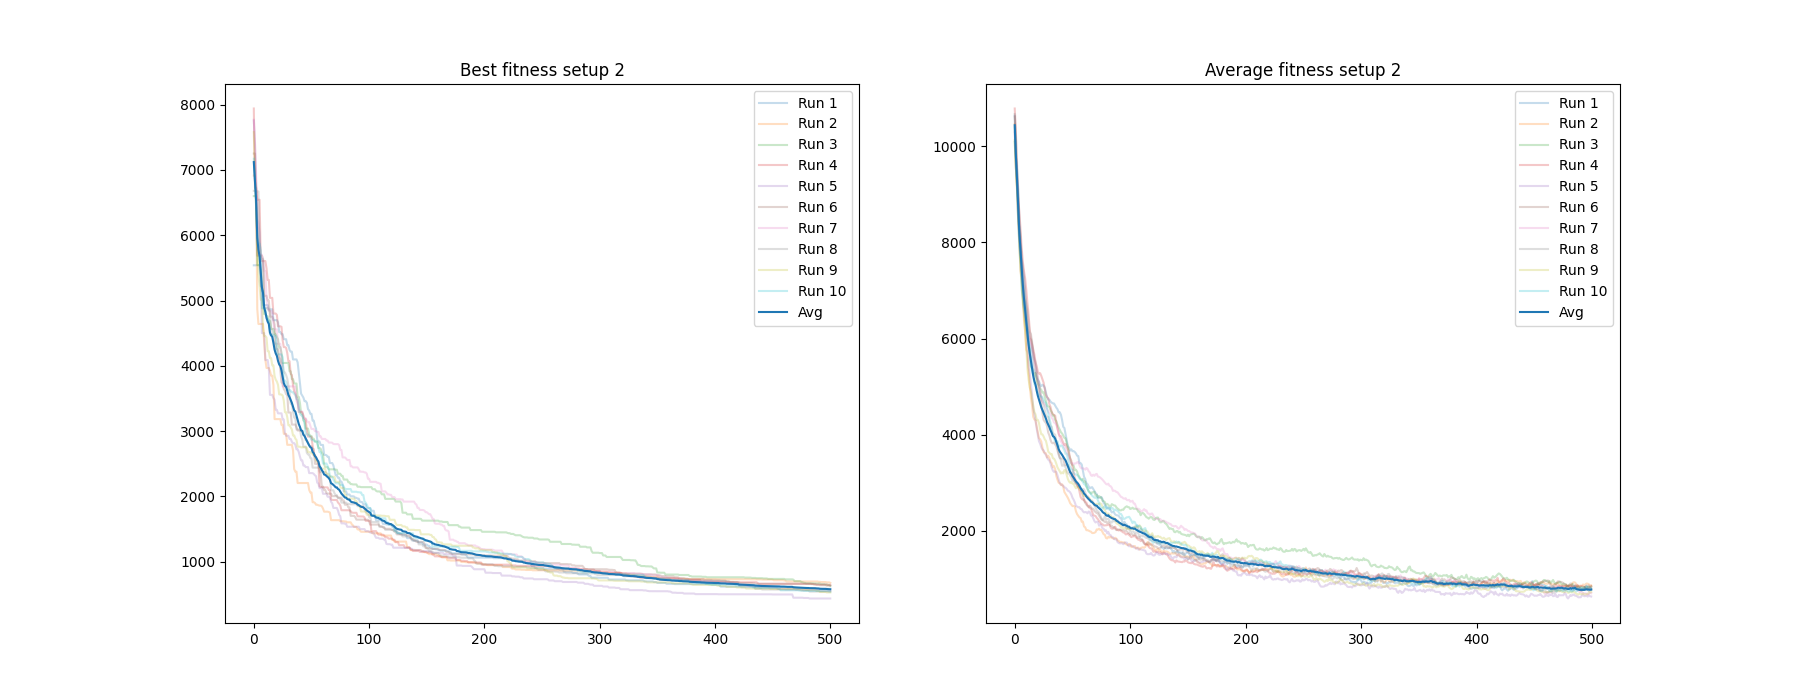 Best fitness setup 2
8000
7000
6000
5000
4000
3000
2000
1000
0 100 200 300 400 500
Run 1
Run 2
Run 3
Run 4
Run 5
Run 6
Run 7
Run 8
Run 9
Run 10
Avg
Average fitness setup 2
10000
8000
6000
4000
2000
0 100 200 300 400 500
Run 1
Run 2
Run 3
Run 4
Run 5
Run 6
Run 7
Run 8
Run 9
Run 10
Avg